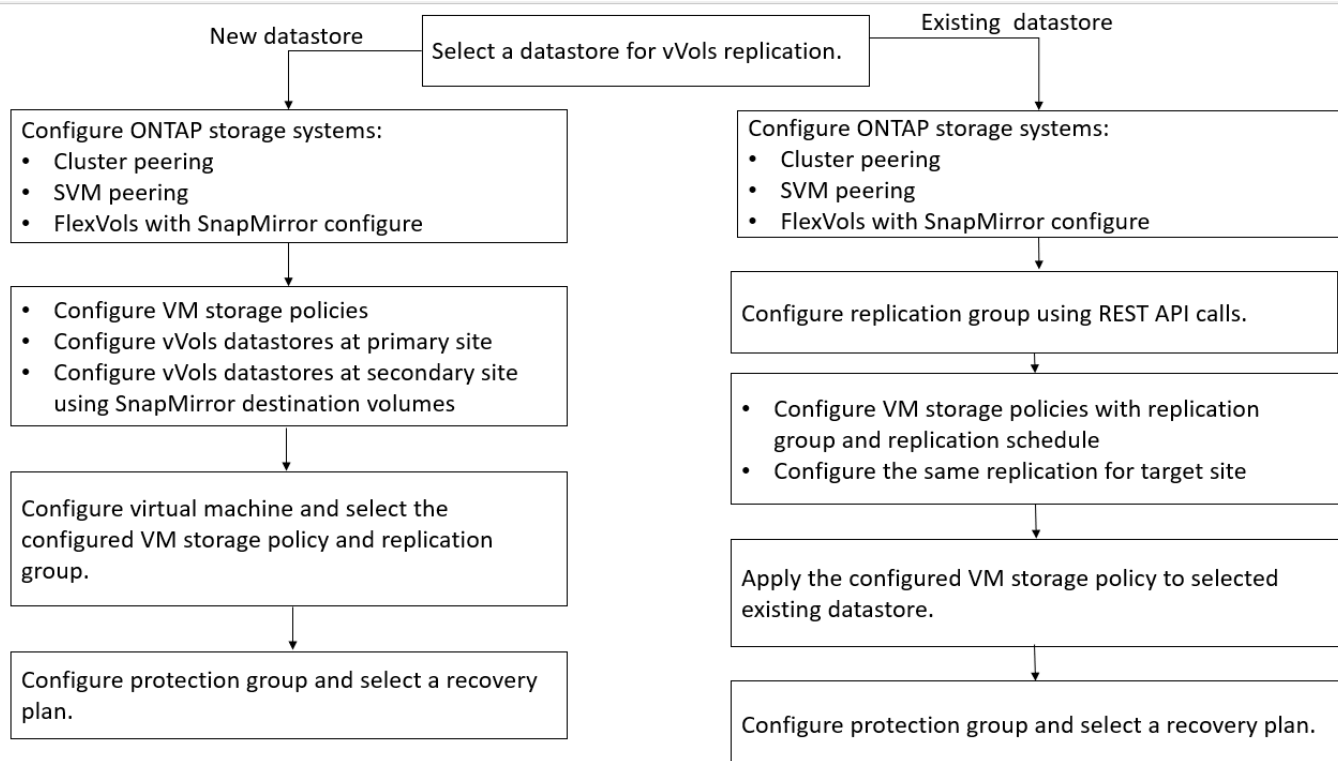 New datastore
Select a datastore for vVols replication.
Existing datastore
Configure ONTAP storage systems:
• Cluster peering
• SVM peering
• FlexVols with SnapMirror configure
• Configure VM storage policies
• Configure vVols datastores at primary site
• Configure vVols datastores at secondary site
using SnapMirror destination volumes
Configure virtual machine and select the
configured VM storage policy and replication
group.
Configure protection group and select a recovery
plan.
Configure ONTAP storage systems:
• Cluster peering
• SVM peering
• FlexVols with SnapMirror configure
Configure replication group using REST API calls.
• Configure VM storage policies with replication
group and replication schedule
• Configure the same replication for target site
Apply the configured VM storage policy to selected
existing datastore.
Configure protection group and select a recovery plan.